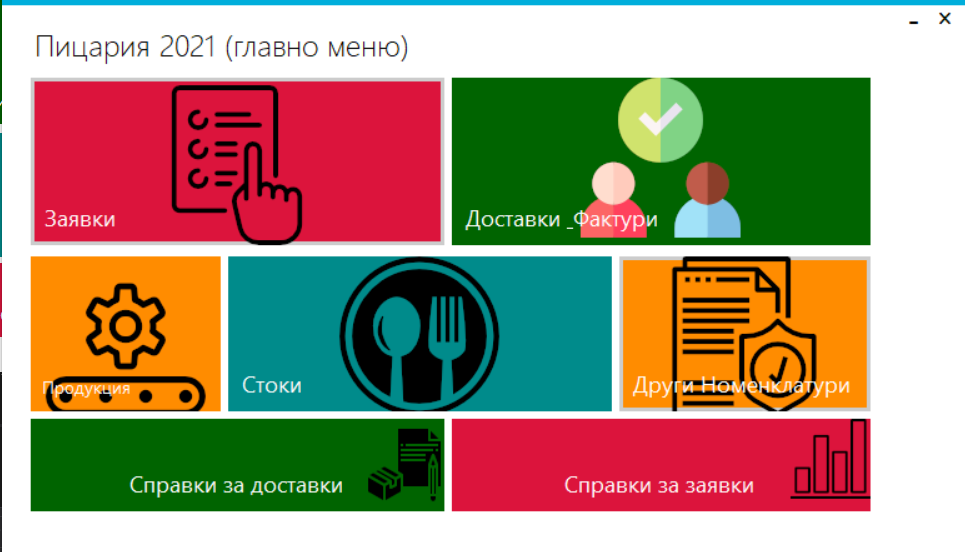 Пицария 2021 (главно меню)
Заявки
Доставки _Фактури
Продукция
Стоки
Други Номенклатури
Справки за доставки
Справки за заявки